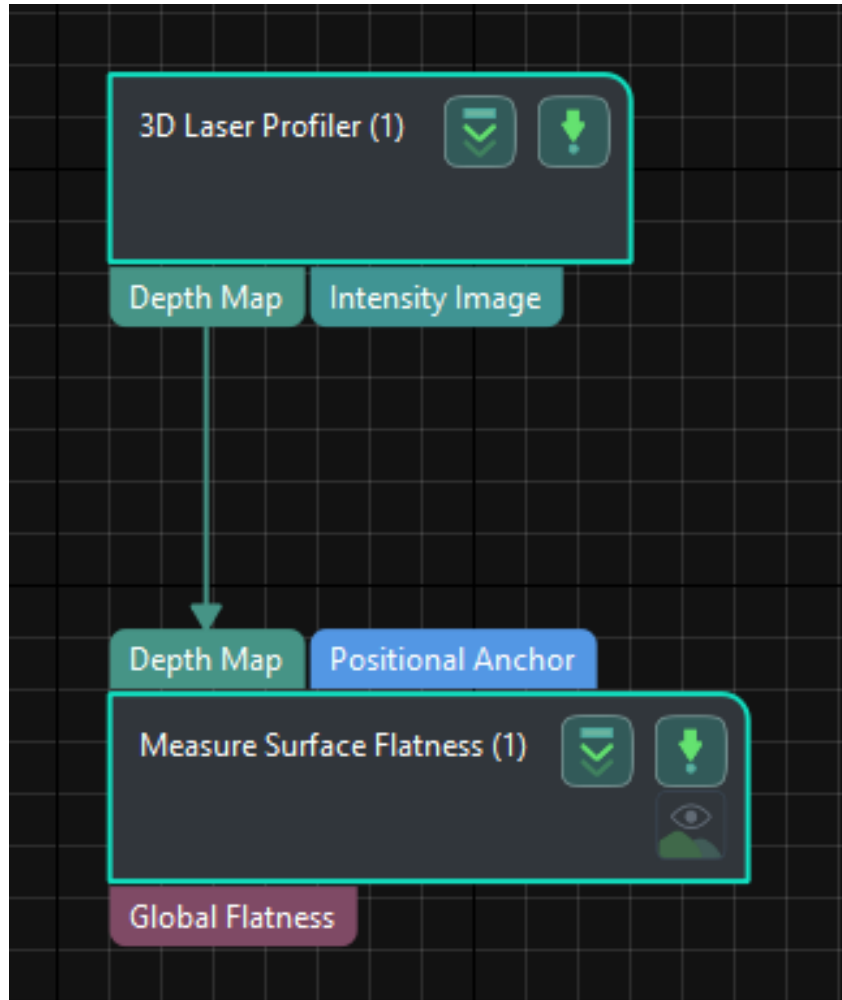 3D Laser Profiler (1)
Depth Map
Intensity Image
Depth Map
Positional Anchor
Measure Surface Flatness (1)
Global Flatness